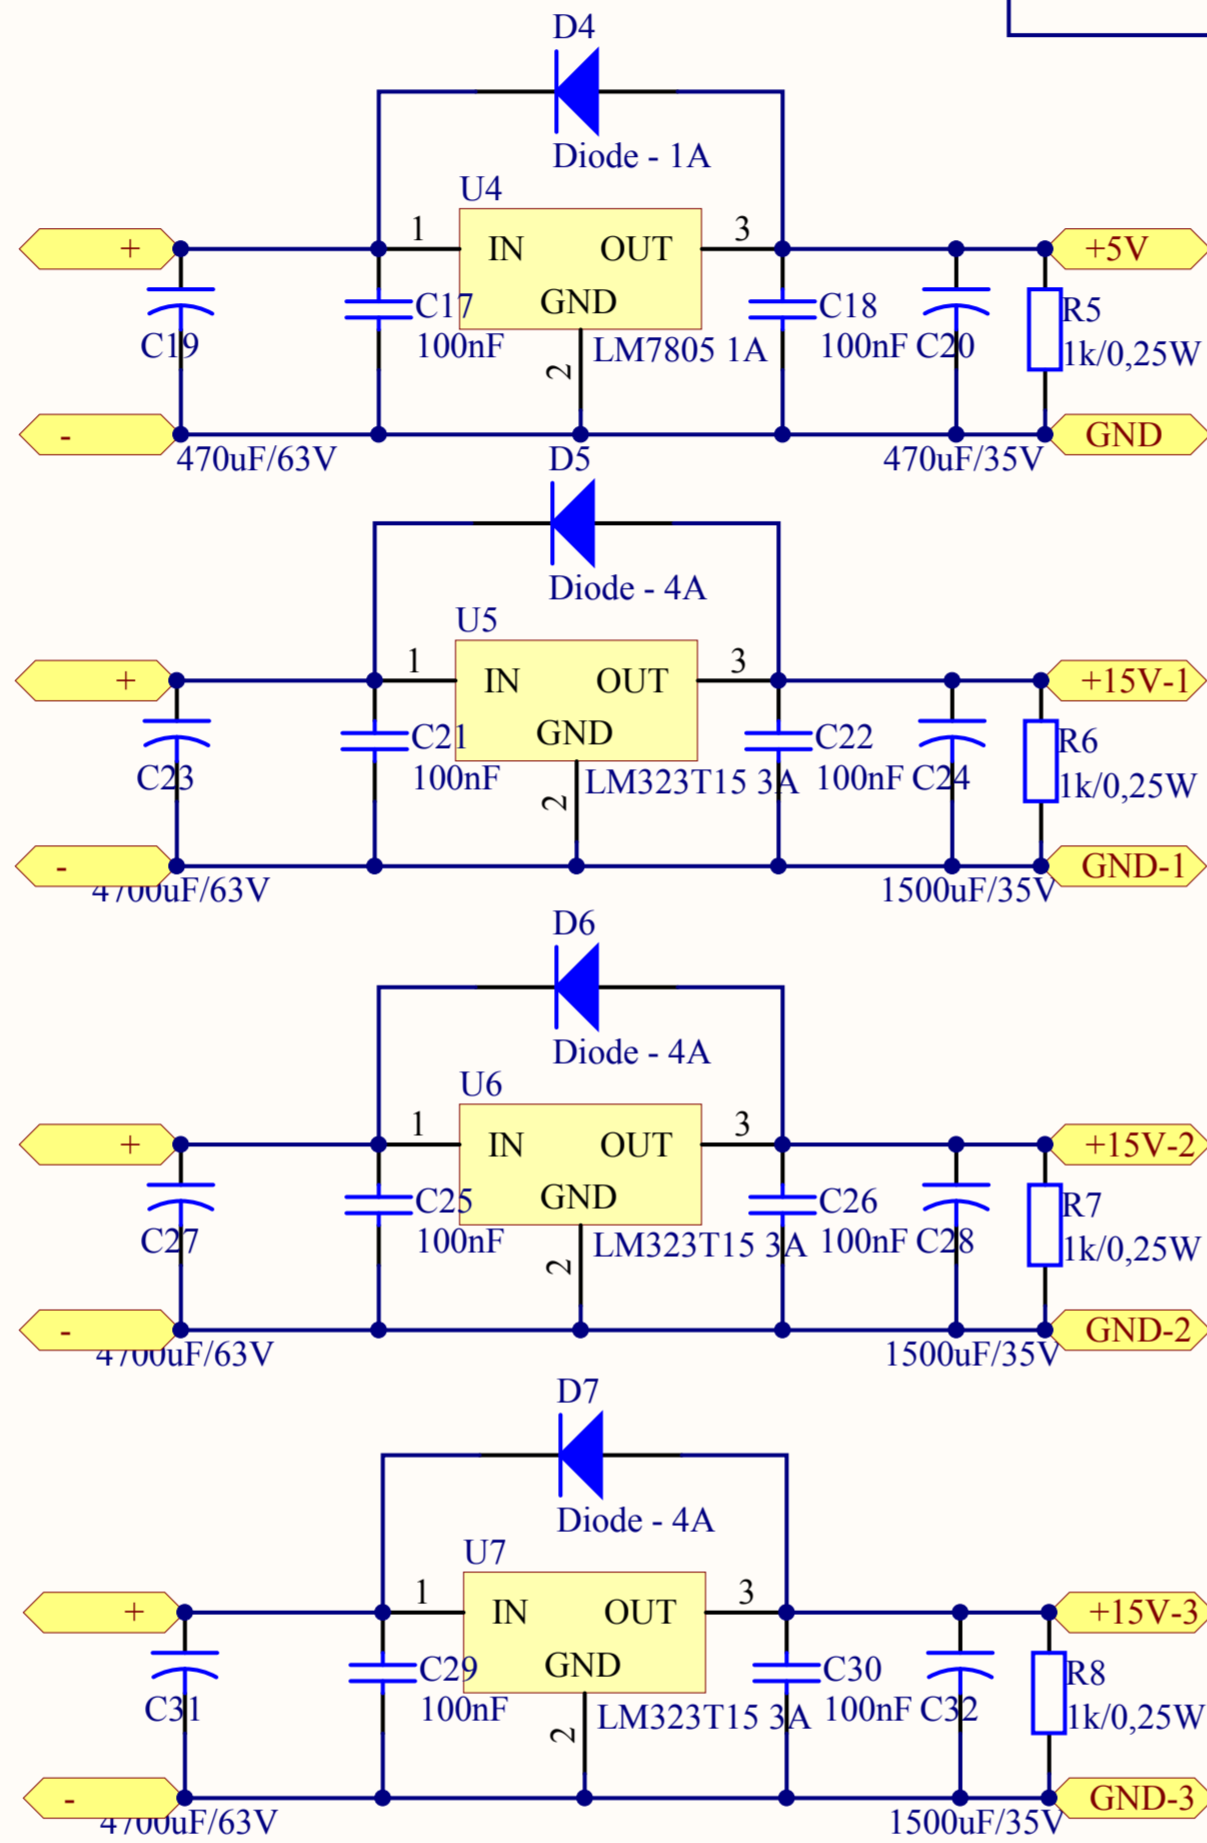 D4
Diode - 1A
U4
+
1
IN
OUT
3
+5V
GND
C19
C17
100nF
LM7805 1A
2
C18
100nF
C20
R5
1k/0,25W
-
GND
470uF/63V
470uF/35V
D5
Diode - 4A
U5
+
1
IN
OUT
3
+15V-1
GND
C23
C21
100nF
LM323T15 3A
2
C22
100nF
C24
R6
1k/0,25W
-
GND-1
4700uF/63V
1500uF/35V
D6
Diode - 4A
U6
+
1
IN
OUT
3
+15V-2
GND
C27
C25
100nF
LM323T15 3A
2
C26
100nF
C28
R7
1k/0,25W
-
GND-2
4700uF/63V
1500uF/35V
D7
Diode - 4A
U7
+
1
IN
OUT
3
+15V-3
GND
C31
C29
100nF
LM323T15 3A
2
C30
100nF
C32
R8
1k/0,25W
-
GND-3
4700uF/63V
1500uF/35V